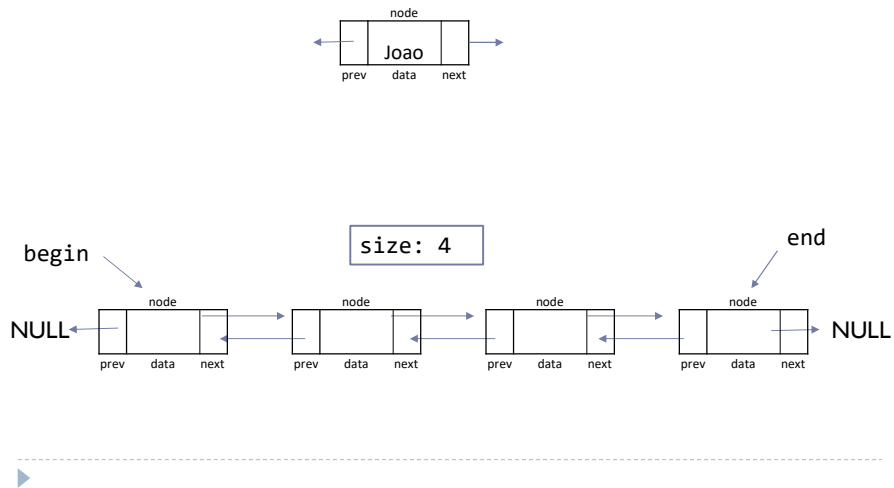 node
Joao
prev data next
size: 4
begin
end
node node node node
NULL NULL
prev data next prev data next prev data next prev data next